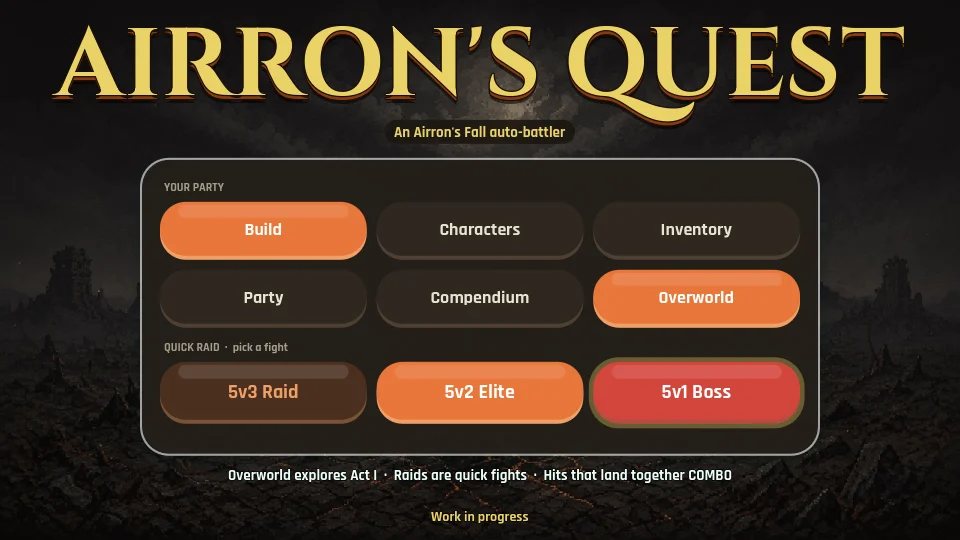 AIRRON'S QUEST
An Airron's Fall auto-battler
YOUR PARTY
Build
Characters
Inventory
Party
Compendium
Overworld
QUICK RAID · pick a fight
5v3 Raid
5v2 Elite
5v1 Boss
Overworld explores Act I · Raids are quick fights · Hits that land together COMBO
Work in progress